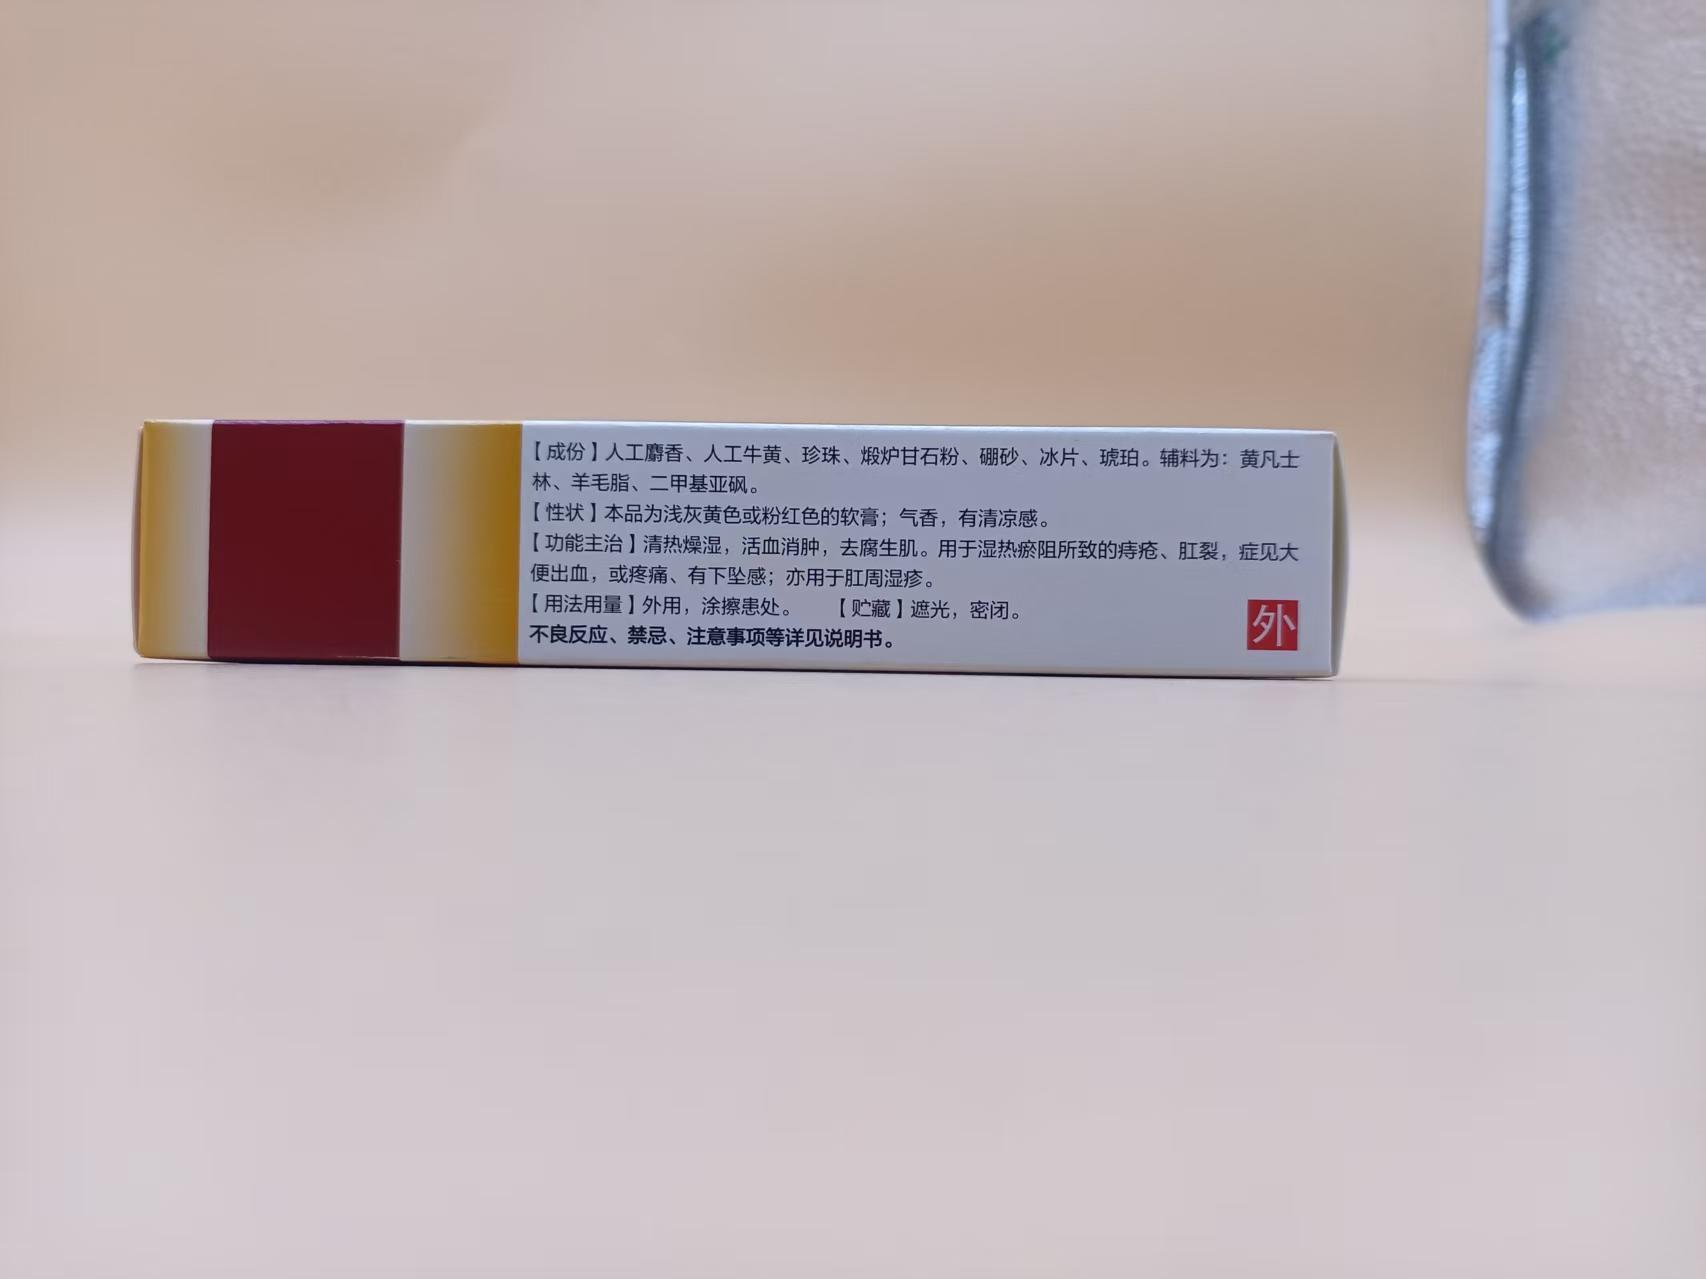 【成份】人工麝香、人工牛黄、珍珠、煅炉甘石粉、硼砂、冰片、琥珀。辅料为：黄凡士
林、羊毛脂、二甲基亚砜。
【性状】本品为浅灰黄色或粉红色的软膏；气香，有清凉感。
【功能主治】清热燥湿，活血消肿，去腐生肌。用于湿热瘀阻所致的痔疮、肛裂，症见大
便出血，或疼痛、有下坠感；亦用于肛周湿疹。
【用法用量】外用，涂擦患处。 【贮藏】遮光，密闭。
不良反应、禁忌、注意事项等详见说明书。
外